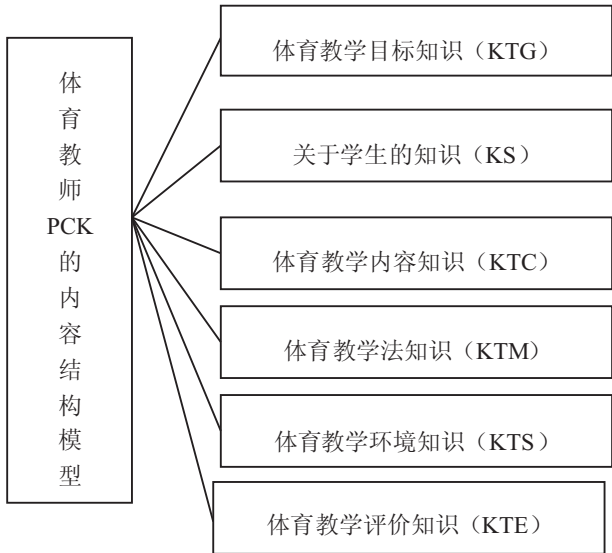 体
育
教
师
PCK
的
内
容
结
构
模
型
体育教学目标知识（KTG）
关于学生的知识（KS）
体育教学内容知识（KTC）
体育教学法知识（KTM）
体育教学环境知识（KTS）
体育教学评价知识（KTE）